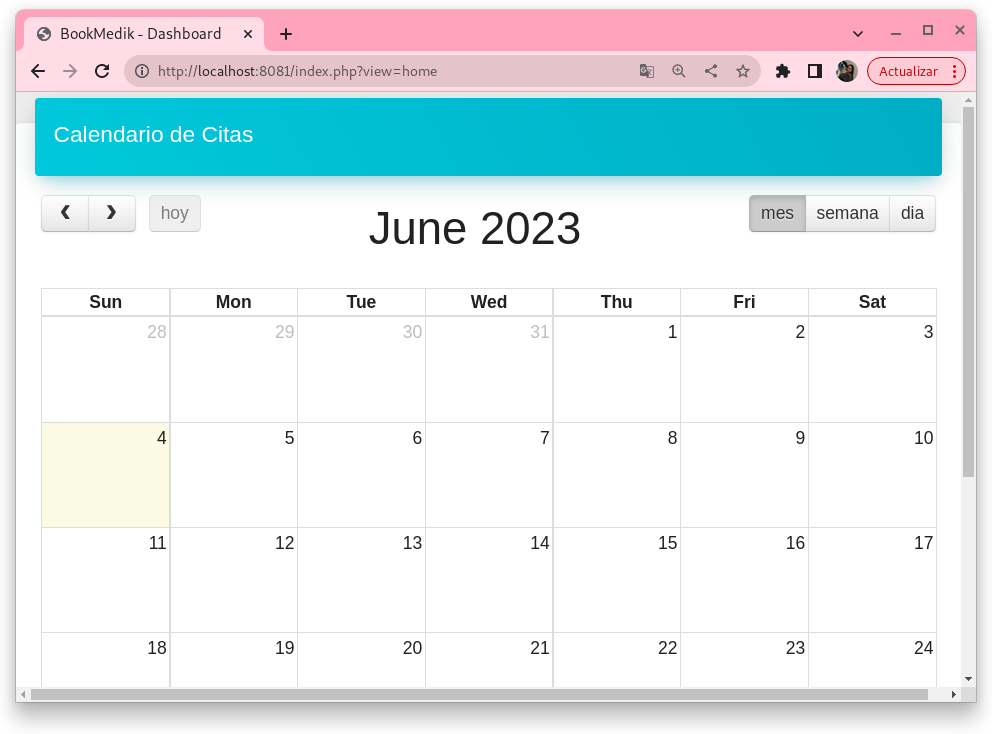 BookMedik - Dashboard
http://localhost:8081/index.php?view=home
Actualizar
Calendario de Citas
hoy
June 2023
mes semana dia
Sun Mon Tue Wed Thu Fri Sat
28 29 30 31 1 2 3
4 5 6 7 8 9 10
11 12 13 14 15 16 17
18 19 20 21 22 23 24